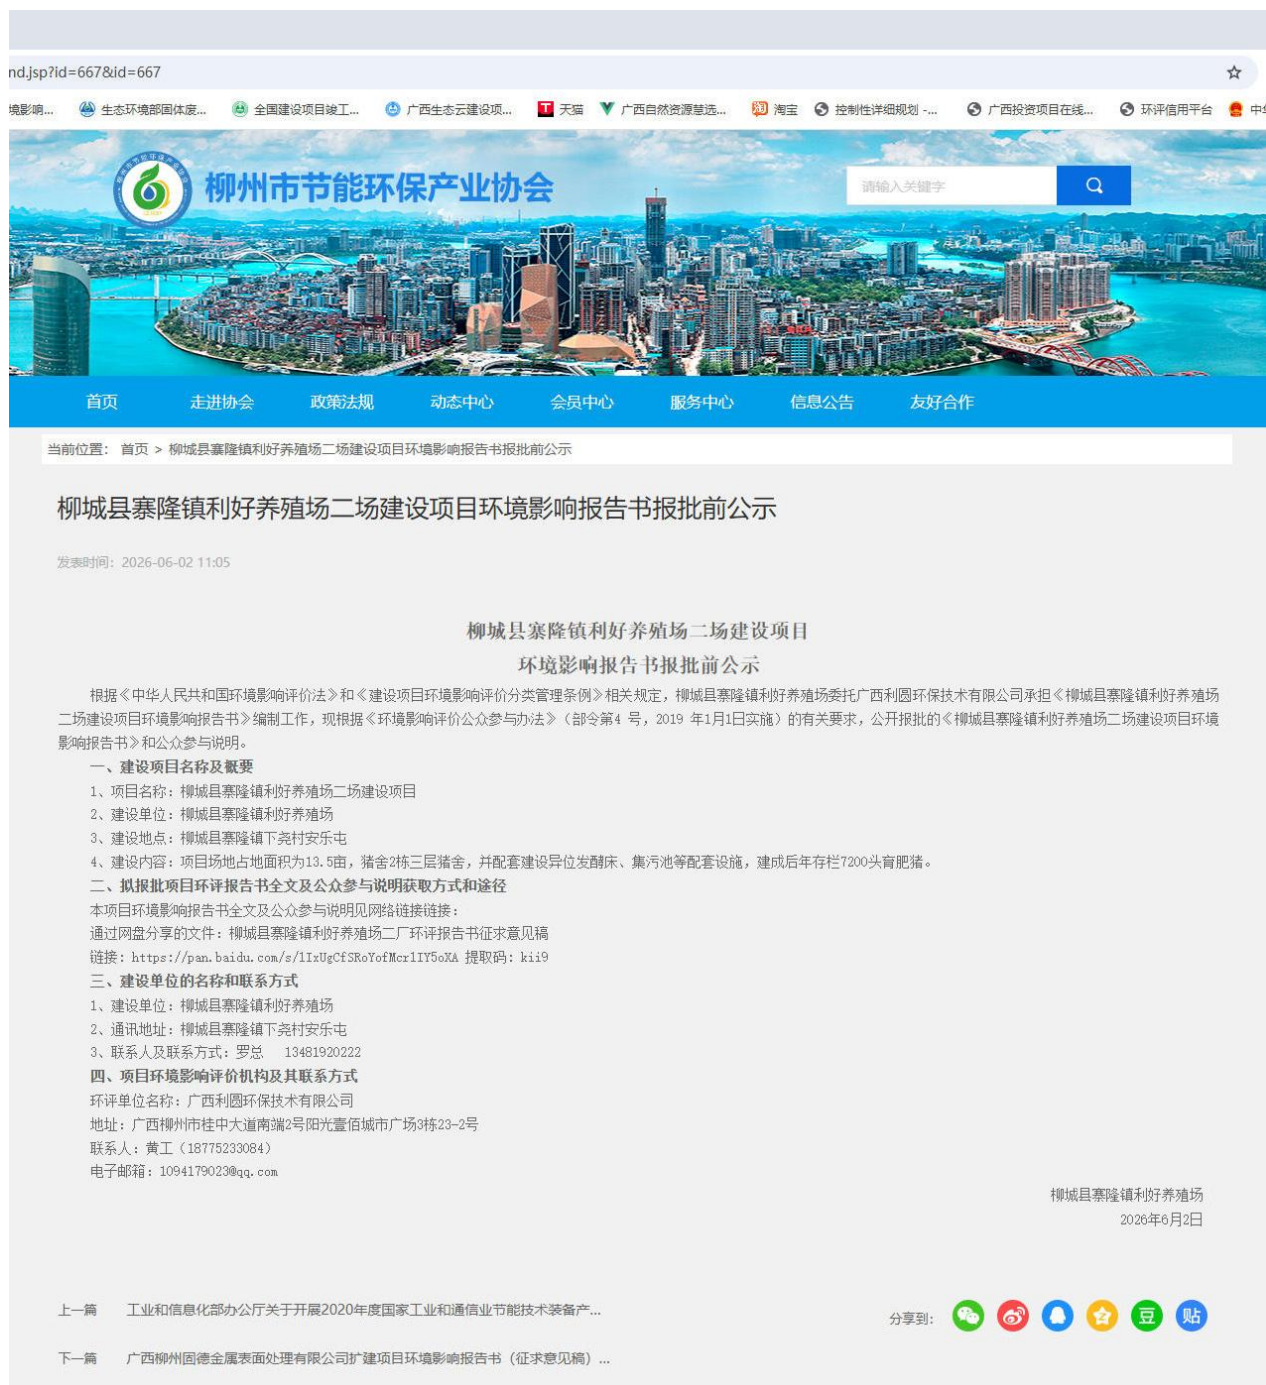 nd.jsp?id=667&id=667
境影响... 生态环境部固体废... 全国建设项目竣工... 广西生态云建设项... 天猫 广西自然资源慧选... 淘宝 控制性详细规划 -... 广西投资项目在线... 环评信用平台
柳州市节能环保产业协会
请输入关键字
首页 走进协会 政策法规 动态中心 会员中心 服务中心 信息公告 友好合作
当前位置： 首页 > 柳城县寨隆镇利好养殖场二场建设项目环境影响报告书报批前公示
柳城县寨隆镇利好养殖场二场建设项目环境影响报告书报批前公示
发表时间：2026-06-02 11:05
柳城县寨隆镇利好养殖场二场建设项目
环境影响报告书报批前公示
根据《中华人民共和国环境影响评价法》和《建设项目环境影响评价分类管理条例》相关规定，柳城县寨隆镇利好养殖场委托广西利圆环保技术有限公司承担《柳城县寨隆镇利好养殖场
二场建设项目环境影响报告书》编制工作，现根据《环境影响评价公众参与办法》（部令第4 号，2019 年1月1日实施）的有关要求，公开报批的《柳城县寨隆镇利好养殖场二场建设项目环境
影响报告书》和公众参与说明。
一、建设项目名称及概要
1、项目名称：柳城县寨隆镇利好养殖场二场建设项目
2、建设单位：柳城县寨隆镇利好养殖场
3、建设地点：柳城县寨隆镇下尧村安乐屯
4、建设内容：项目场地占地面积为13.5亩，猪舍2栋三层猪舍，并配套建设异位发酵床、集污池等配套设施，建成后年存栏7200头育肥猪。
二、拟报批项目环评报告书全文及公众参与说明获取方式和途径
本项目环境影响报告书全文及公众参与说明见网络链接链接：
通过网盘分享的文件：柳城县寨隆镇利好养殖场二厂环评报告书征求意见稿
链接：https://pan.baidu.com/s/1IxUgCfSRoYofMcr1IY5oXA 提取码：kii9
三、建设单位的名称和联系方式
1、建设单位：柳城县寨隆镇利好养殖场
2、通讯地址：柳城县寨隆镇下尧村安乐屯
3、联系人及联系方式：罗总 13481920222
四、项目环境影响评价机构及其联系方式
环评单位名称：广西利圆环保技术有限公司
地址：广西柳州市桂中大道南端2号阳光壹佰城市广场3栋23-2号
联系人：黄工（18775233084）
电子邮箱：1094179023@qq.com
柳城县寨隆镇利好养殖场
2026年6月2日
上一篇 工业和信息化部办公厅关于开展2020年度国家工业和通信业节能技术装备产...
分享到：
豆
贴
下一篇 广西柳州固德金属表面处理有限公司扩建项目环境影响报告书（征求意见稿）...